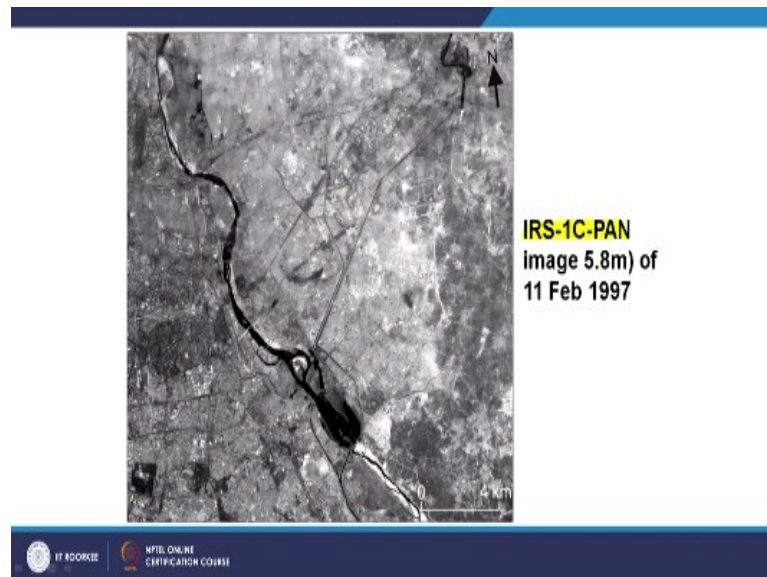 N
IRS-1C-PAN
image 5.8m) of
11 Feb 1997
0 4 km
IIT ROORKEE
NPTEL ONLINE
CERTIFICATION COURSE